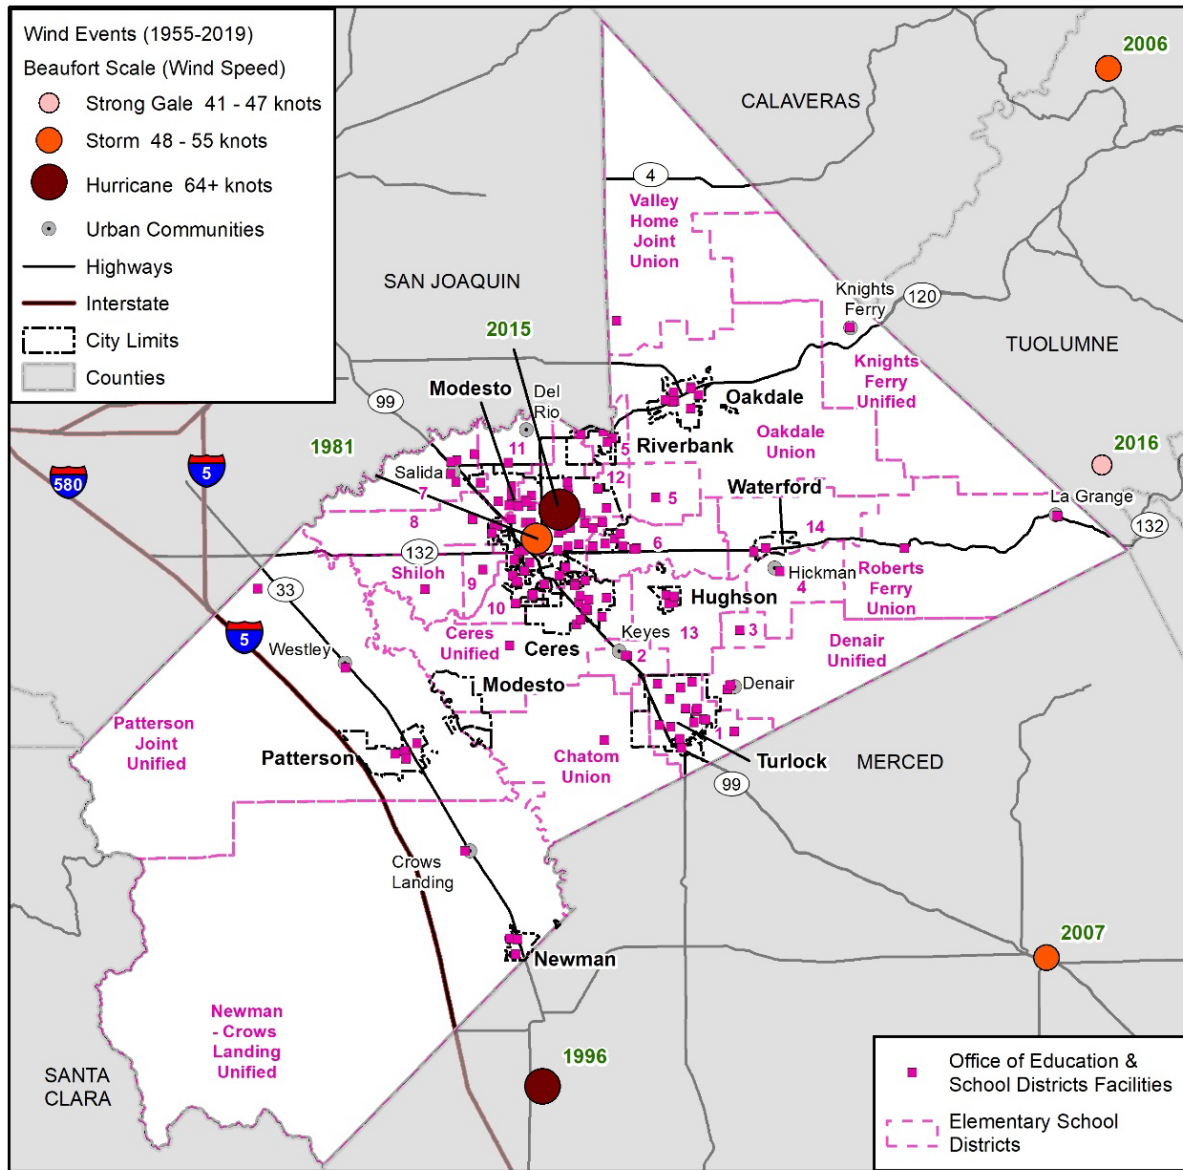 Wind Events (1955-2019)
Beaufort Scale (Wind Speed)
Strong Gale 41 - 47 knots
Storm 48 - 55 knots
Hurricane 64+ knots
Urban Communities
Highways
Interstate
City Limits
Counties
2006
CALAVERAS
4
Valley
Home
Joint
Union
SAN JOAQUIN
Knights
Ferry
120
2015
TUOLUMNE
Knights
Ferry
Unified
99
Modesto
Del
Rio
Oakdale
Oakdale
Union
1981
11
Riverbank
5
2016
580
5
Salida
12
7
5
Waterford
La Grange
8
14
132
132
6
Shiloh
9
Hickman
4
Roberts
Ferry
Union
33
10
Hughson
5
Ceres
Unified
Ceres
Keyes
13
3
Denair
Unified
Westley
2
Modesto
Denair
Patterson
Joint
Unified
Patterson
Chatom
Union
1
Turlock
MERCED
99
Crows
Landing
Newman
2007
Newman
- Crows
Landing
Unified
1996
SANTA
CLARA
Office of Education &
School Districts Facilities
Elementary School
Districts